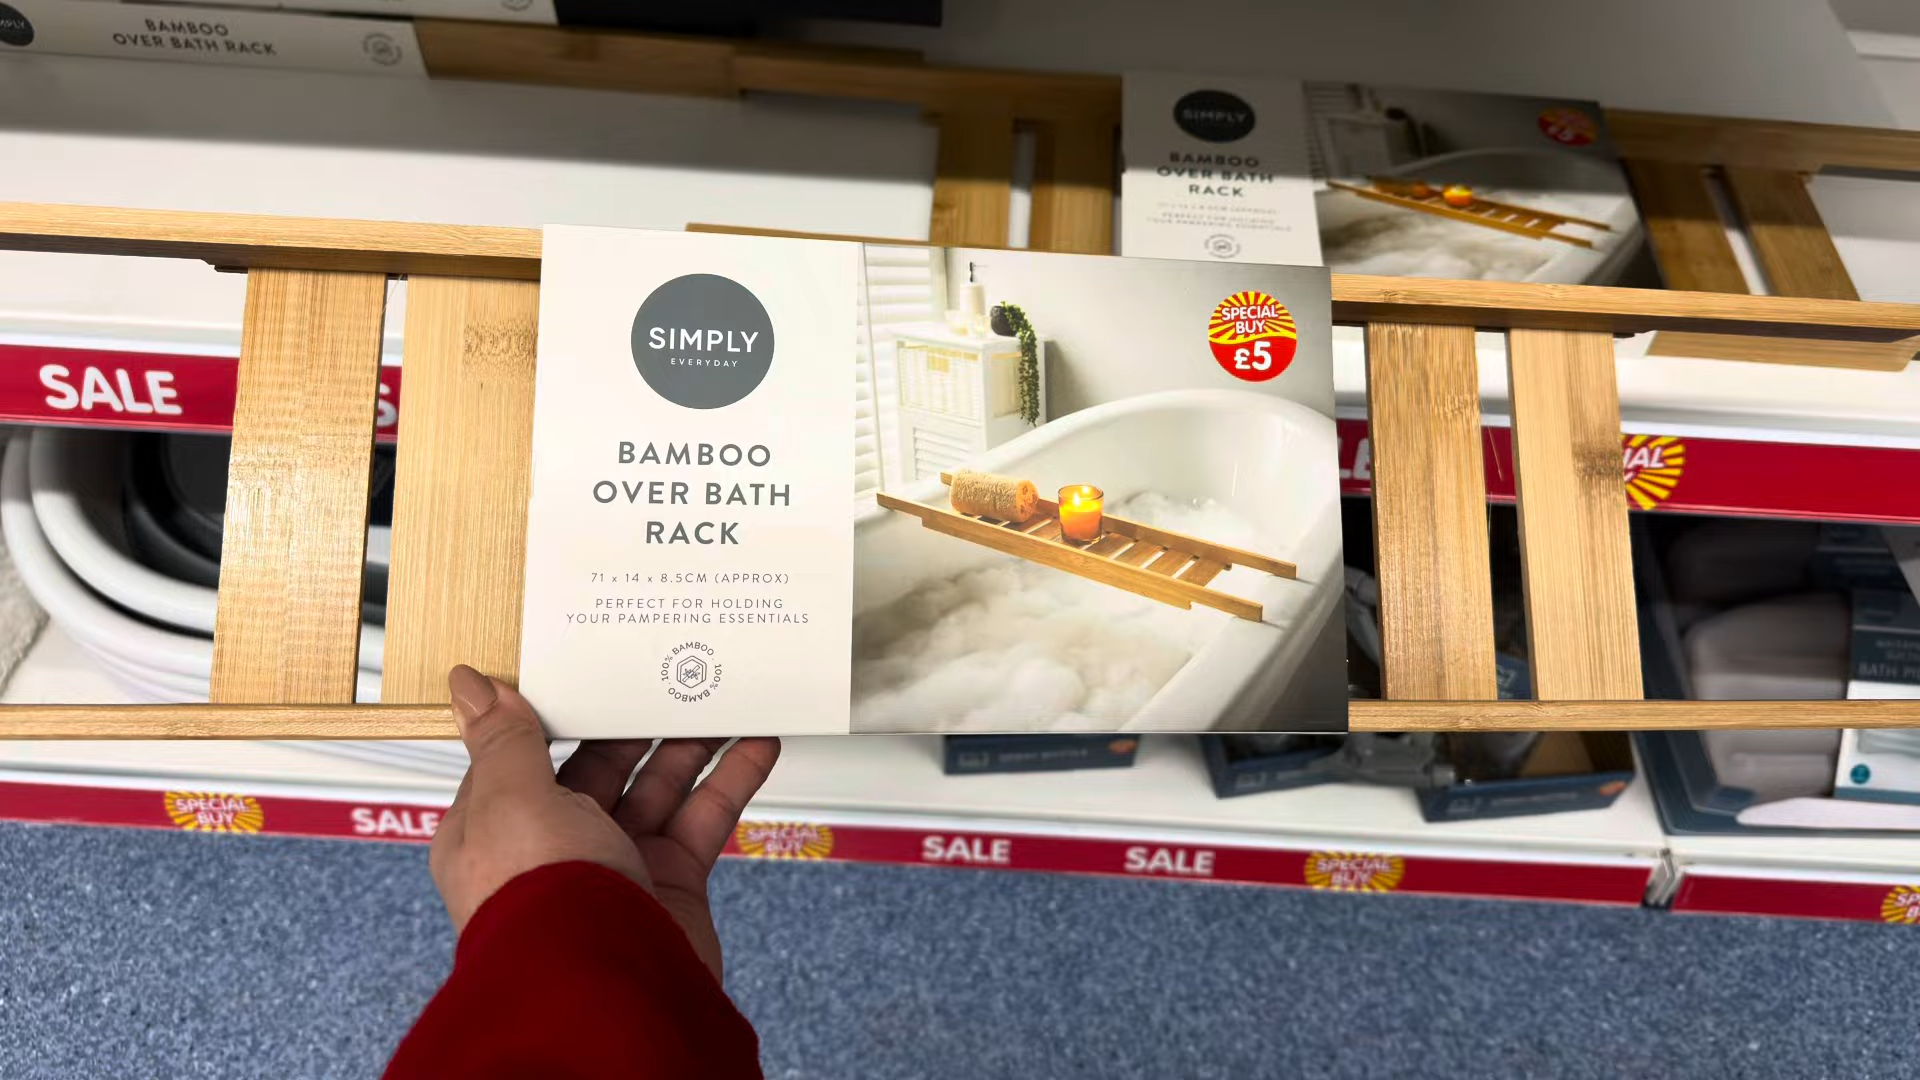 BAMBOO
OVER BATH RACK
SIMPLY
BAMBOO
OVER BATH
RACK
£5
SIMPLY
EVERYDAY
BAMBOO
OVER BATH
RACK
71 x 14 x 8.5CM (APPROX)
PERFECT FOR HOLDING
YOUR PAMPERING ESSENTIALS
100% BAMBOO 100% BAMBOO
SPECIAL
BUY
£5
SALE
SPECIAL
BUY
SALE
SPECIAL
BUY
SALE
SALE
SPECIAL
BUY